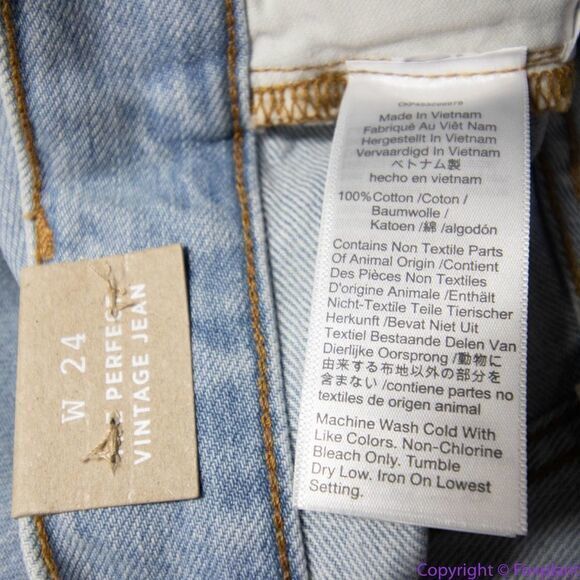 Made In Vietnam
Fabriqué Au Viêt Nam
Hergestellt In Vietnam
Vervaardigd In Vietnam
ベトナム製
hecho en vietnam
100%Cotton /Coton /
Baumwolle /
Katoen /綿 /algodón
Contains Non Textile Parts
Of Animal Origin /Contient
Des Pièces Non Textiles
D'origine Animale /Enthält
Nicht-Textile Teile Tierischer
Herkunft /Bevat Niet Uit
Textiel Bestaande Delen Van
Dierlijke Oorsprong /動物に
由来する布地以外の部分を
含まない /contiene partes no
textiles de origen animal
Machine Wash Cold With
Like Colors. Non-Chlorine
Bleach Only. Tumble
Dry Low. Iron On Lowest
Setting.
W 24
PERFECT
VINTAGE JEAN
Copyright ©